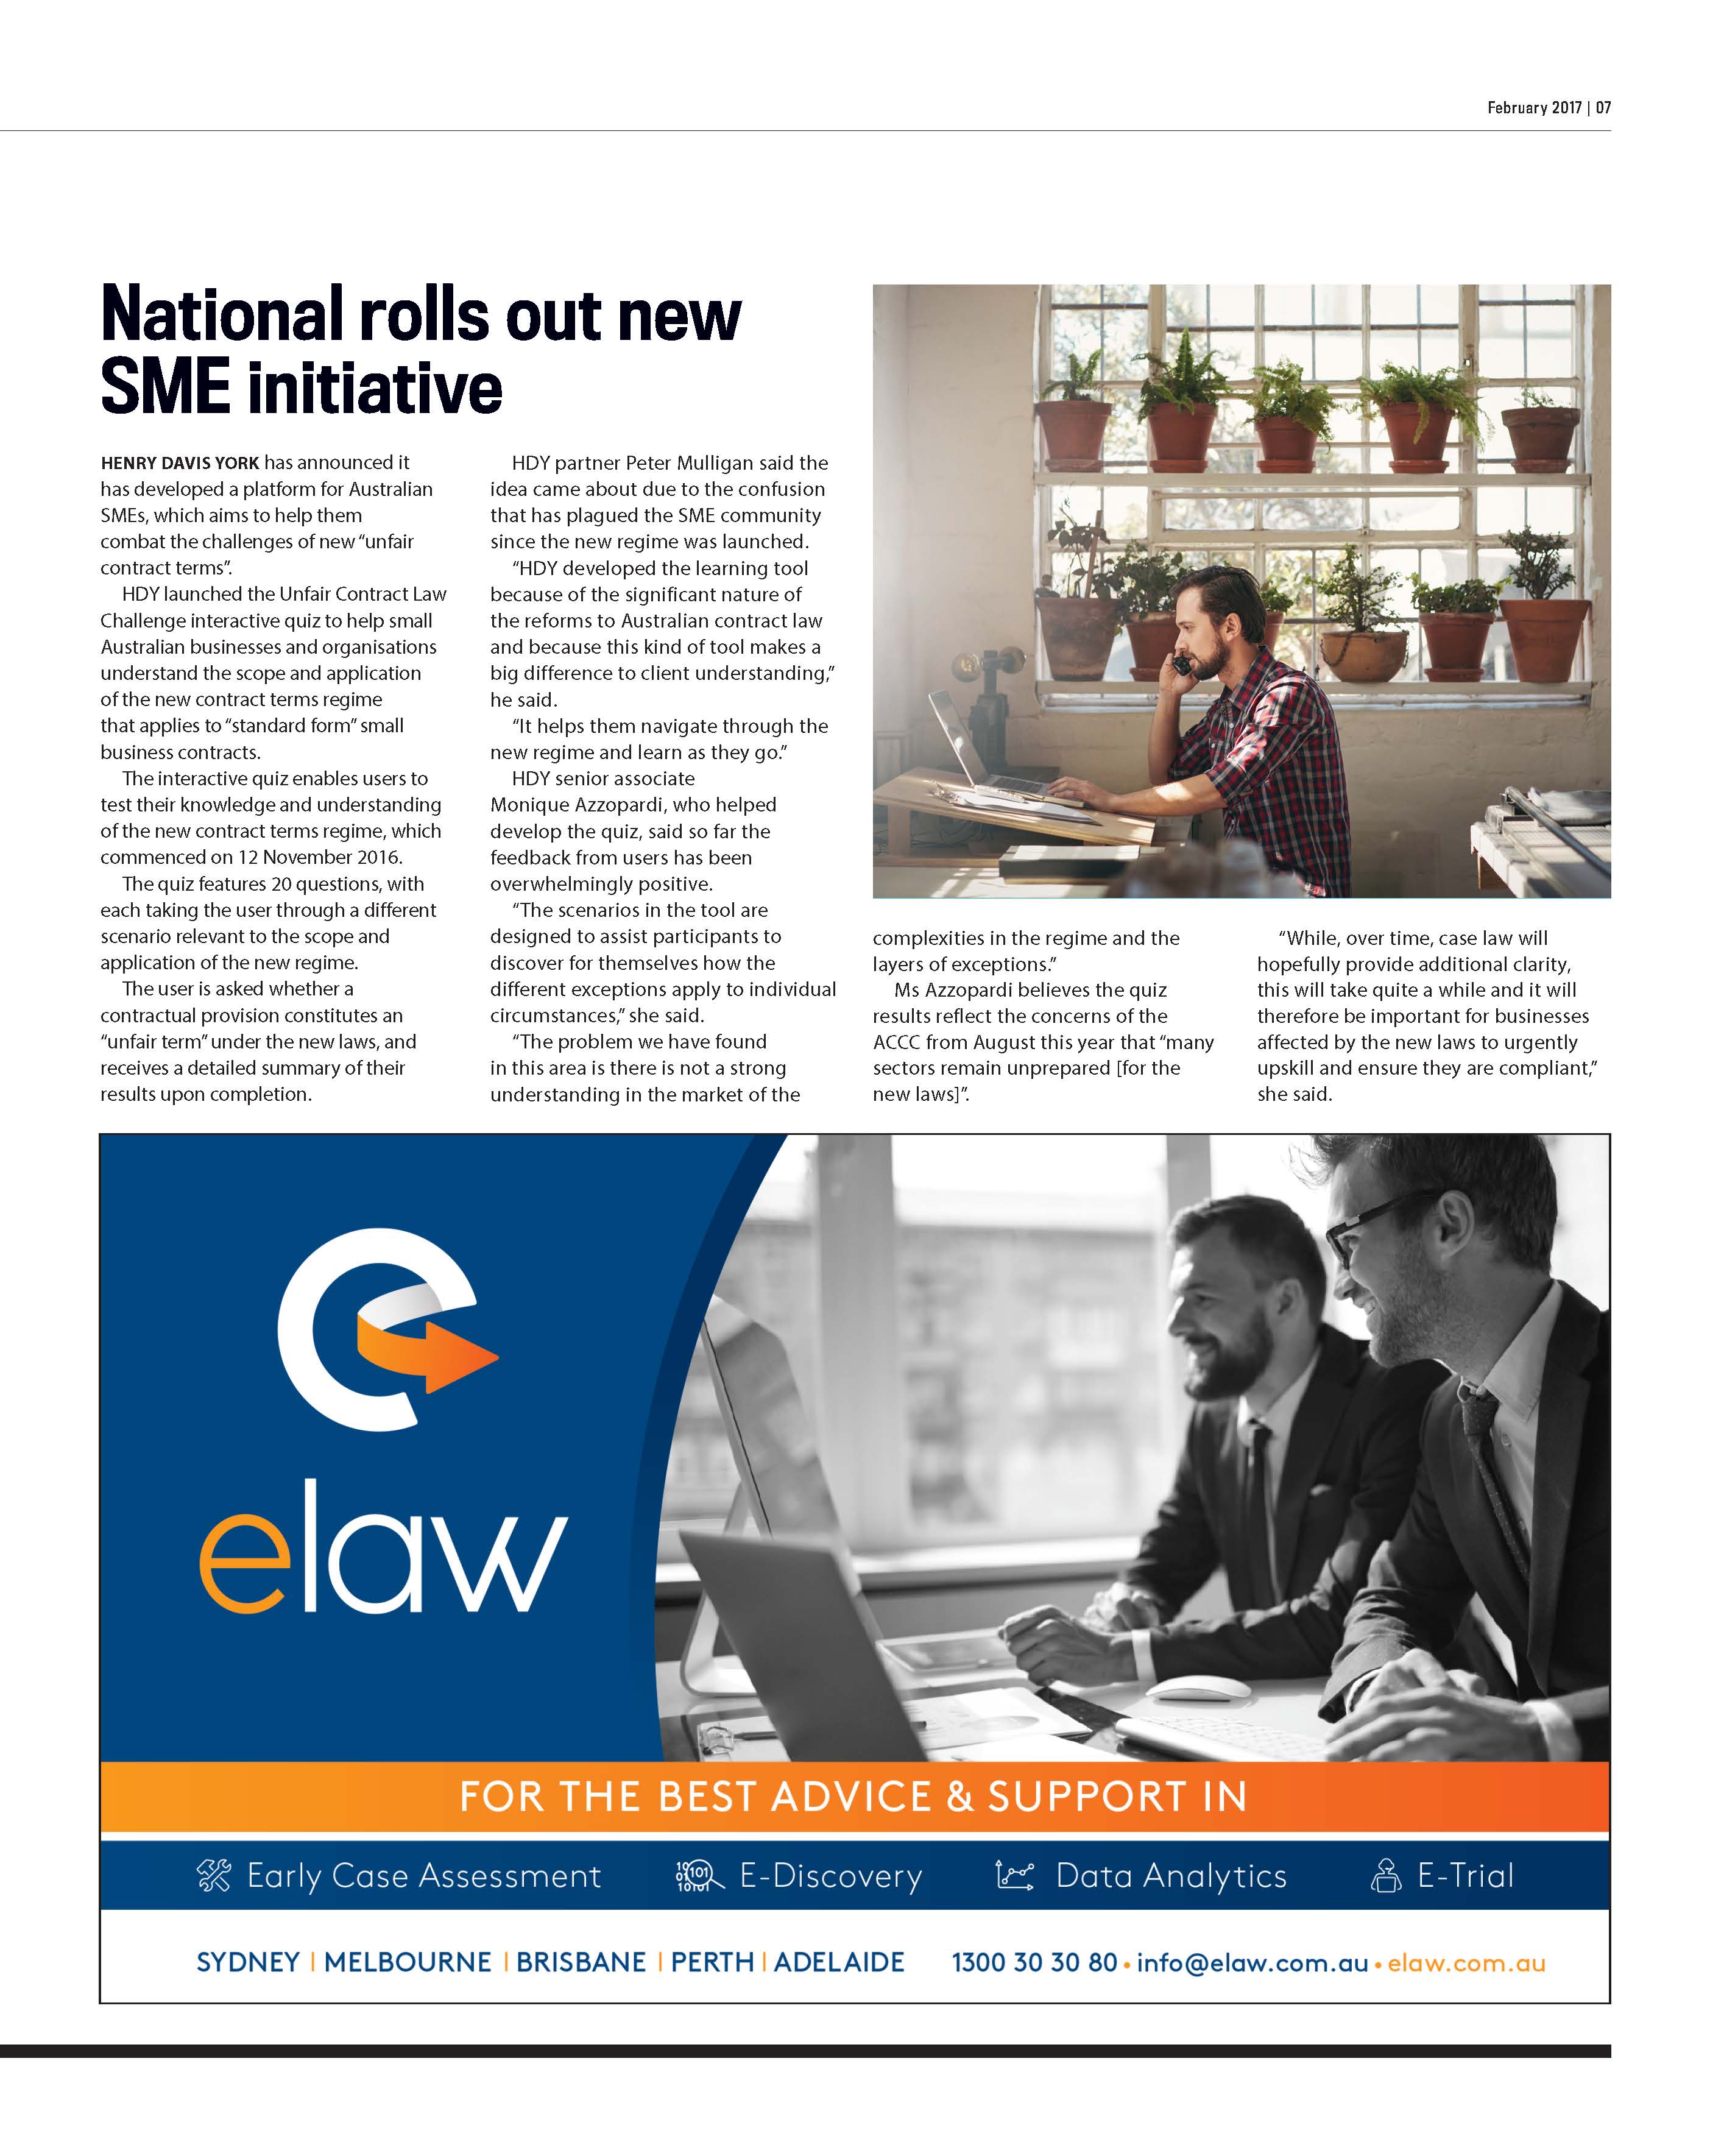 February 2017 | 07
National rolls out new
SME initiative
HENRY DAVIS YORK has announced it
has developed a platform for Australian
SMEs, which aims to help them
combat the challenges of new “unfair
contract terms”.
HDY launched the Unfair Contract Law
Challenge interactive quiz to help small
Australian businesses and organisations
understand the scope and application
of the new contract terms regime
that applies to “standard form” small
business contracts.
The interactive quiz enables users to
test their knowledge and understanding
of the new contract terms regime, which
commenced on 12 November 2016.
The quiz features 20 questions, with
each taking the user through a different
scenario relevant to the scope and
application of the new regime.
The user is asked whether a
contractual provision constitutes an
“unfair term” under the new laws, and
receives a detailed summary of their
results upon completion.
HDY partner Peter Mulligan said the
idea came about due to the confusion
that has plagued the SME community
since the new regime was launched.
“HDY developed the learning tool
because of the significant nature of
the reforms to Australian contract law
and because this kind of tool makes a
big difference to client understanding,”
he said.
“It helps them navigate through the
new regime and learn as they go.”
HDY senior associate
Monique Azzopardi, who helped
develop the quiz, said so far the
feedback from users has been
overwhelmingly positive.
“The scenarios in the tool are
designed to assist participants to
discover for themselves how the
different exceptions apply to individual
circumstances,” she said.
“The problem we have found
in this area is there is not a strong
understanding in the market of the
complexities in the regime and the
layers of exceptions.”
Ms Azzopardi believes the quiz
results reflect the concerns of the
ACCC from August this year that “many
sectors remain unprepared [for the
new laws]”.
“While, over time, case law will
hopefully provide additional clarity,
this will take quite a while and it will
therefore be important for businesses
affected by the new laws to urgently
upskill and ensure they are compliant,”
she said.
elaw
FOR THE BEST ADVICE & SUPPORT IN
Early Case Assessment E-Discovery Data Analytics E-Trial
SYDNEY | MELBOURNE | BRISBANE | PERTH | ADELAIDE 1300 30 30 80 • info@elaw.com.au • elaw.com.au